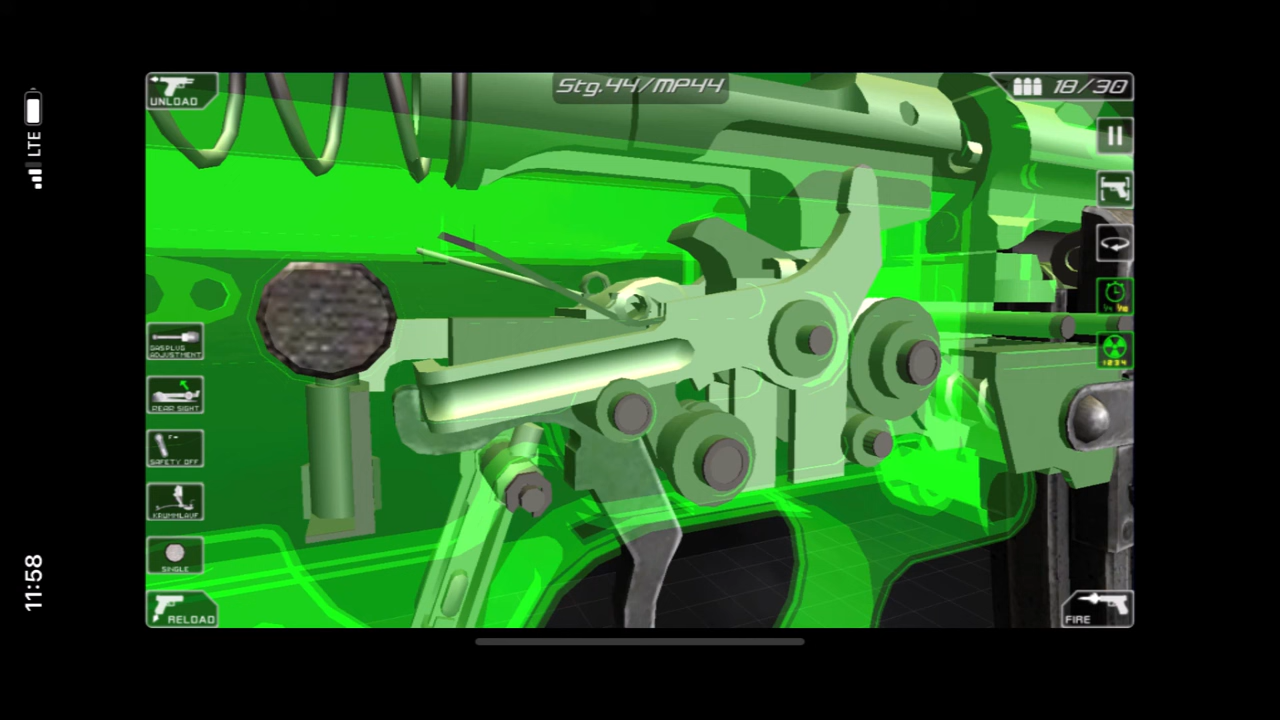 UNLOAD
Stg.44/MP44
18/30
LTE
GASPLUG
ADJUSTMENT
REAR SIGHT
SAFETY OFF
KRUMMLAUF
SINGLE
RELOAD
1234
FIRE
11:58